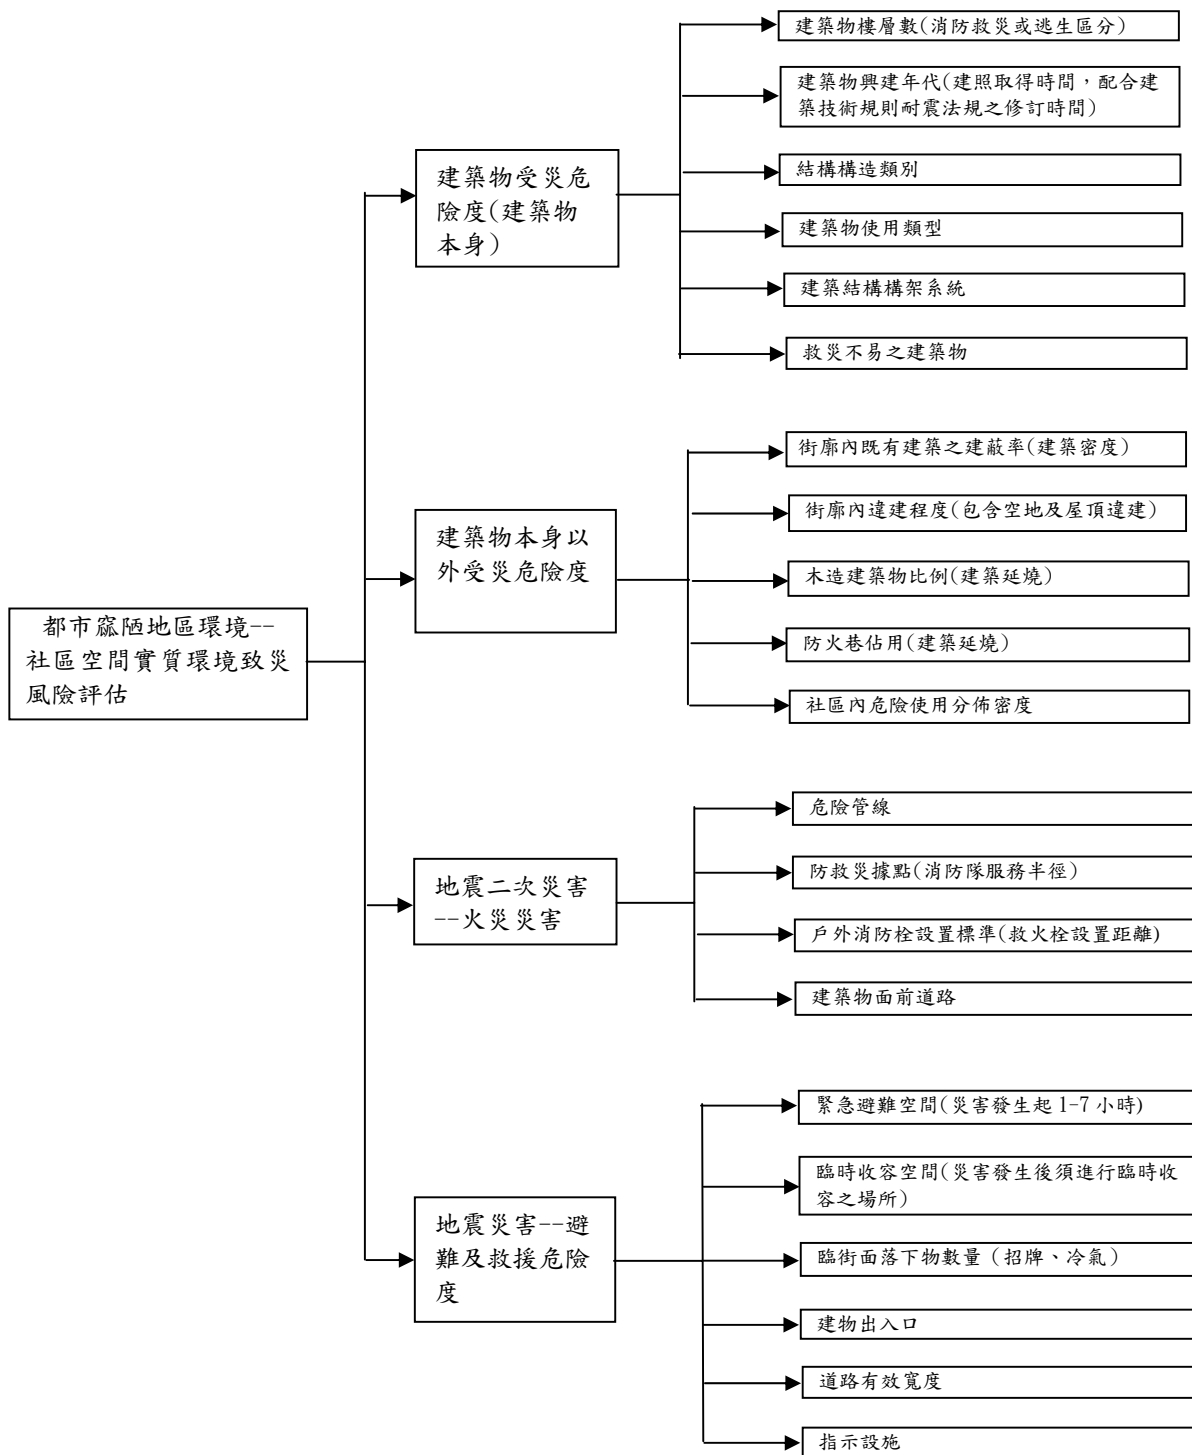 都市窳陋地區環境--
社區空間實質環境致災
風險評估
建築物受災危
險度(建築物
本身)
建築物樓層數(消防救災或逃生區分)
建築物興建年代(建照取得時間，配合建
築技術規則耐震法規之修訂時間)
結構構造類別
建築物使用類型
建築結構構架系統
救災不易之建築物
建築物本身以
外受災危險度
街廓內既有建築之建蔽率(建築密度)
街廓內違建程度(包含空地及屋頂違建)
木造建築物比例(建築延燒)
防火巷佔用(建築延燒)
社區內危險使用分佈密度
地震二次災害
--火災災害
危險管線
防救災據點(消防隊服務半徑)
戶外消防栓設置標準(救火栓設置距離)
建築物面前道路
地震災害--避
難及救援危險
度
緊急避難空間(災害發生起 1-7 小時)
臨時收容空間(災害發生後須進行臨時收
容之場所)
臨街面落下物數量（招牌、冷氣）
建物出入口
道路有效寬度
指示設施